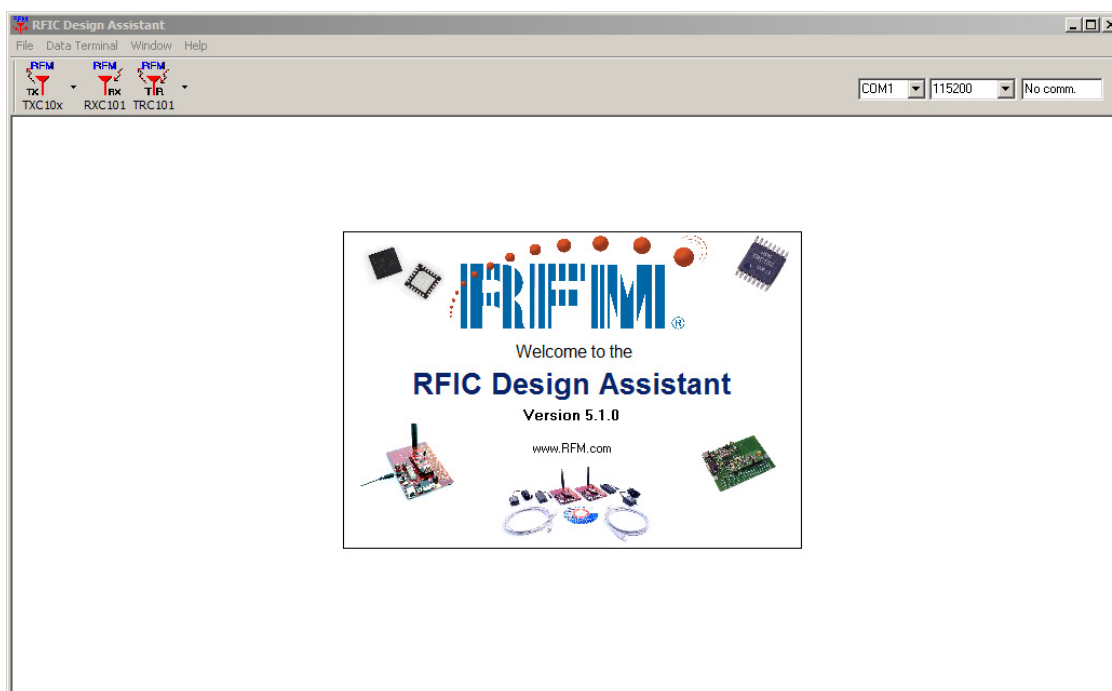 RFIC Design Assistant
File Data Terminal Window Help
RFM RFM RFM
TX RX T R
TXC10x RXC101 TRC101
COM1 115200 No comm.
RFM ®
Welcome to the
RFIC Design Assistant
Version 5.1.0
www.RFM.com